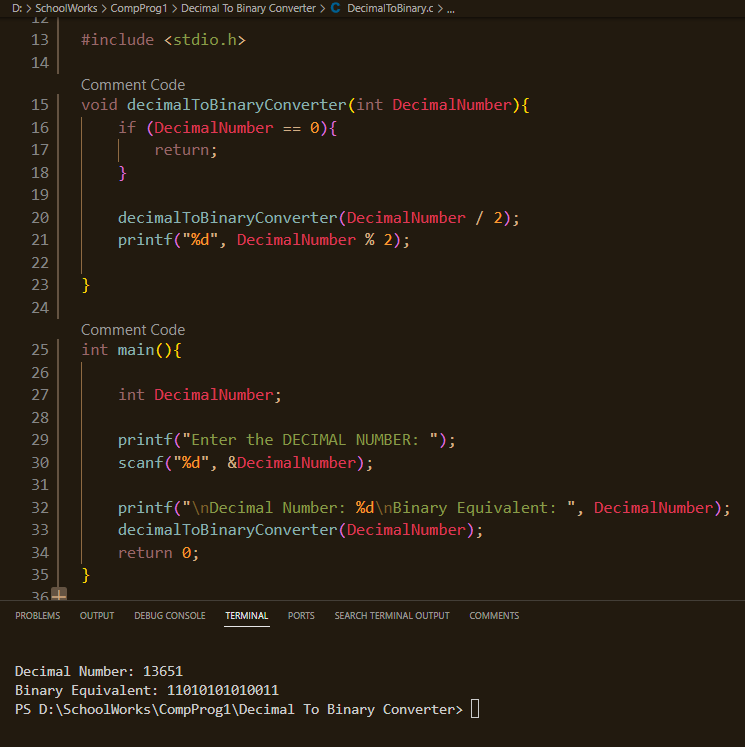 D: > SchoolWorks > CompProg1 > Decimal To Binary Converter > C DecimalToBinary.c > ...
12
13 #include <stdio.h>
14
Comment Code
15 void decimalToBinaryConverter(int DecimalNumber){
16     if (DecimalNumber == 0){
17         return;
18     }
19
20     decimalToBinaryConverter(DecimalNumber / 2);
21     printf("%d", DecimalNumber % 2);
22
23 }
24
Comment Code
25 int main(){
26
27     int DecimalNumber;
28
29     printf("Enter the DECIMAL NUMBER: ");
30     scanf("%d", &DecimalNumber);
31
32     printf("\nDecimal Number: %d\nBinary Equivalent: ", DecimalNumber);
33     decimalToBinaryConverter(DecimalNumber);
34     return 0;
35 }
36
PROBLEMS OUTPUT DEBUG CONSOLE TERMINAL PORTS SEARCH TERMINAL OUTPUT COMMENTS
Decimal Number: 13651
Binary Equivalent: 11010101010011
PS D:\SchoolWorks\CompProg1\Decimal To Binary Converter>